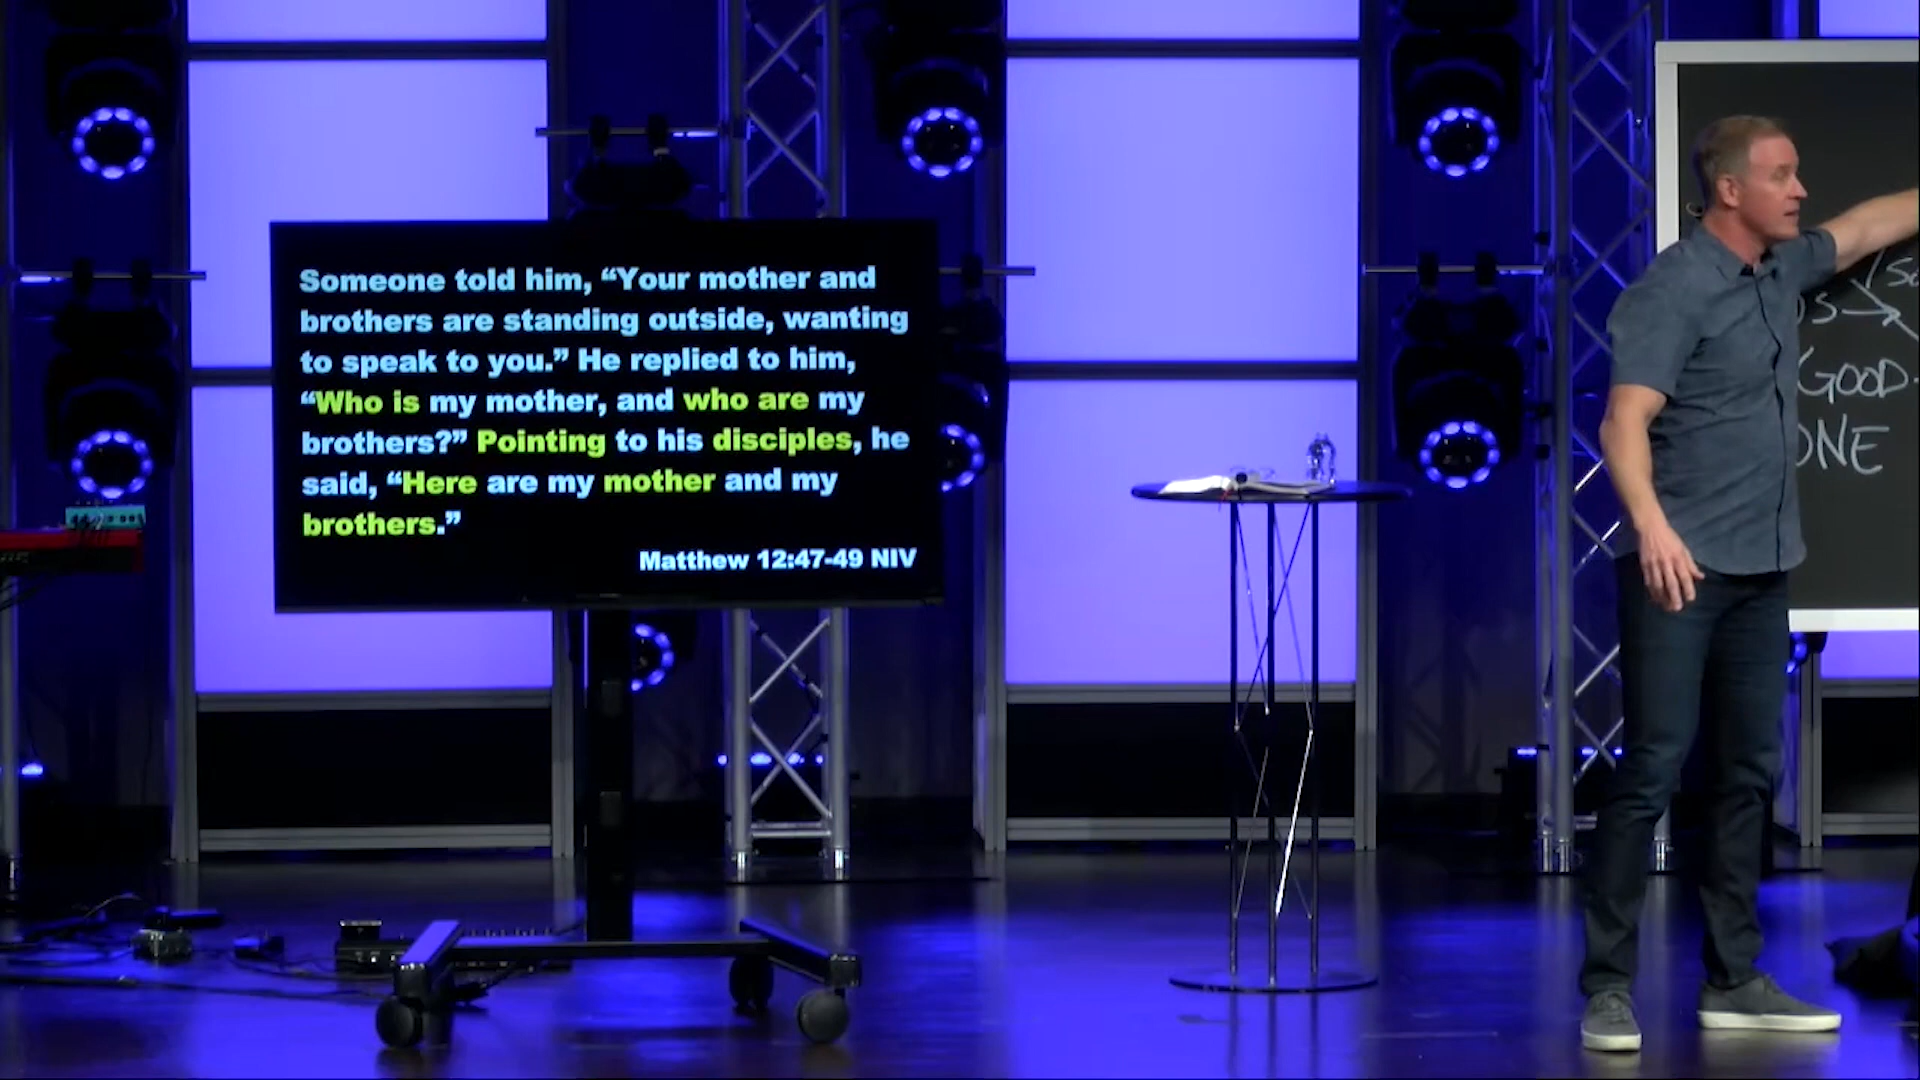 Someone told him, “Your mother and
brothers are standing outside, wanting
to speak to you.” He replied to him,
“Who is my mother, and who are my
brothers?” Pointing to his disciples, he
said, “Here are my mother and my
brothers.”
Matthew 12:47-49 NIV
GOOD
ONE